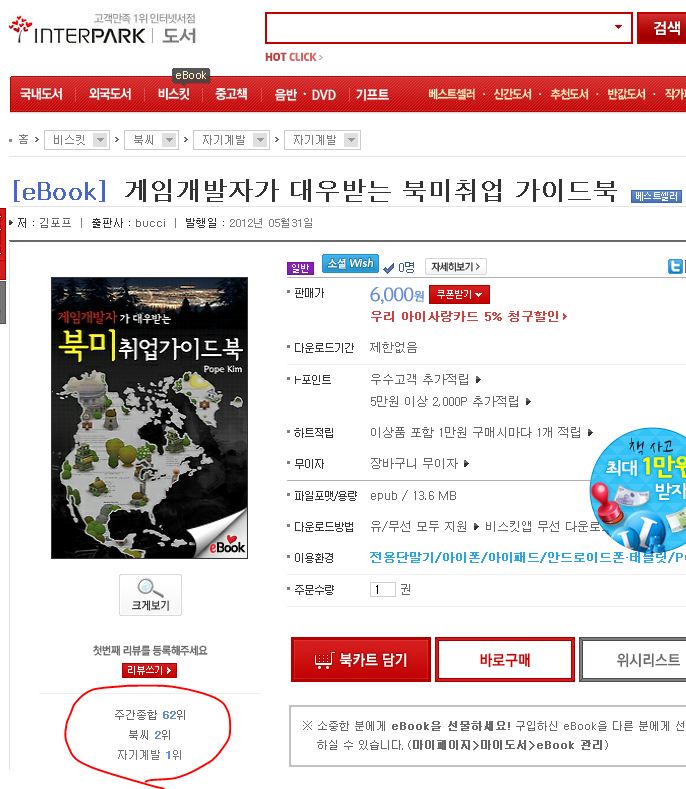 고객만족 1위 인터넷서점
INTERPARK 도서
검색
HOT CLICK >
eBook
국내도서 외국도서 비스킷 중고책 음반 · DVD 기프트 베스트셀러 · 신간도서 · 추천도서 · 반값도서 ·
홈 > 비스킷 > 북씨 > 자기계발 > 자기계발
[eBook] 게임개발자가 대우받는 북미취업 가이드북 베스트셀러
저 : 김포프 | 출판사 : bucci | 발행일 : 2012년 05월31일
일반 소셜 Wish 0명 자세히보기 >
게임개발자가 대우받는
북미취업가이드북
Pope Kim
eBook
판매가 6,000원 쿠폰받기
우리 아이사랑카드 5% 청구할인
다운로드기간 제한없음
I-포인트 우수고객 추가적립
5만원 이상 2,000P 추가적립
하트적립 이상품 포함 1만원 구매시마다 1개 적립
무이자 장바구니 무이자
파일포맷/용량 epub / 13.6 MB
다운로드방법 유/무선 모두 지원 비스킷앱 무선 다운로
이용환경 전용단말기/아이폰/아이패드/안드로이드폰·태블릿/P
주문수량 1 권
책 사고
최대 1만원
받자
크게보기
첫번째 리뷰를 등록해주세요
리뷰쓰기
북카트 담기 바로구매 위시리스트
주간종합 62위
북씨 2위
자기계발 1위
※ 소중한 분에게 eBook을 선물하세요! 구입하신 eBook을 다른 분에게 선
하실 수 있습니다. (마이페이지>마이도서>eBook 관리)